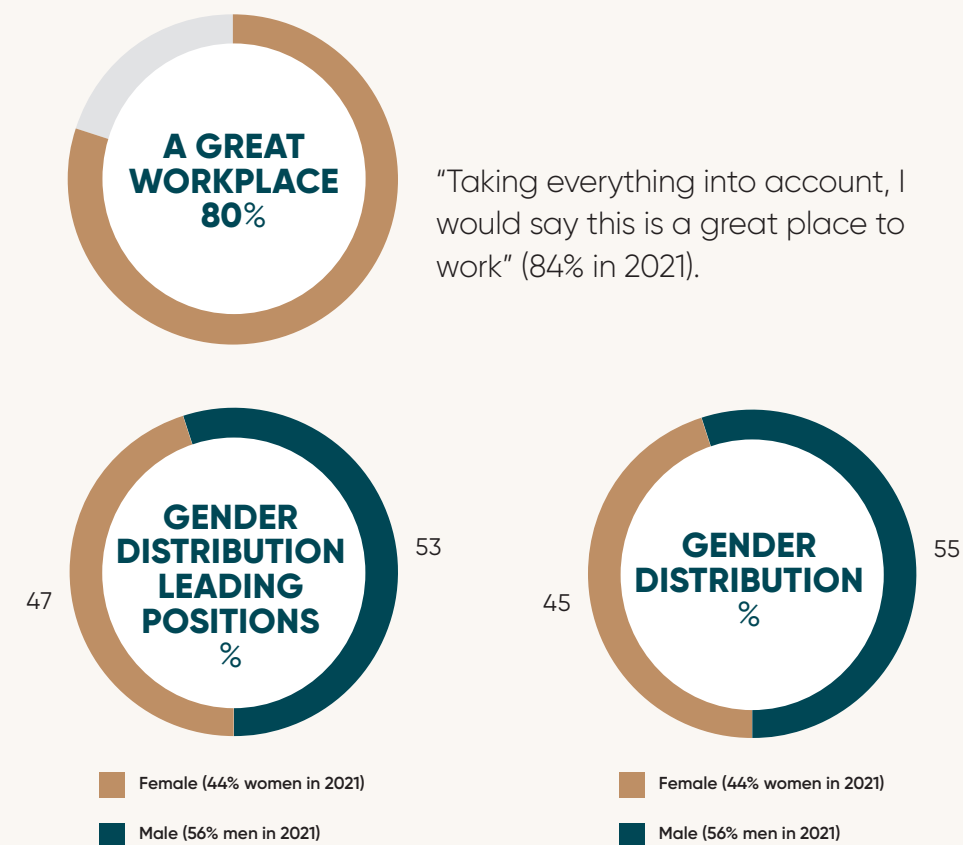 A GREAT
WORKPLACE
80%
“Taking everything into account, I
would say this is a great place to
work” (84% in 2021).
GENDER
DISTRIBUTION
LEADING
POSITIONS
%
53
47
Female (44% women in 2021)
Male (56% men in 2021)
GENDER
DISTRIBUTION
%
55
45
Female (44% women in 2021)
Male (56% men in 2021)